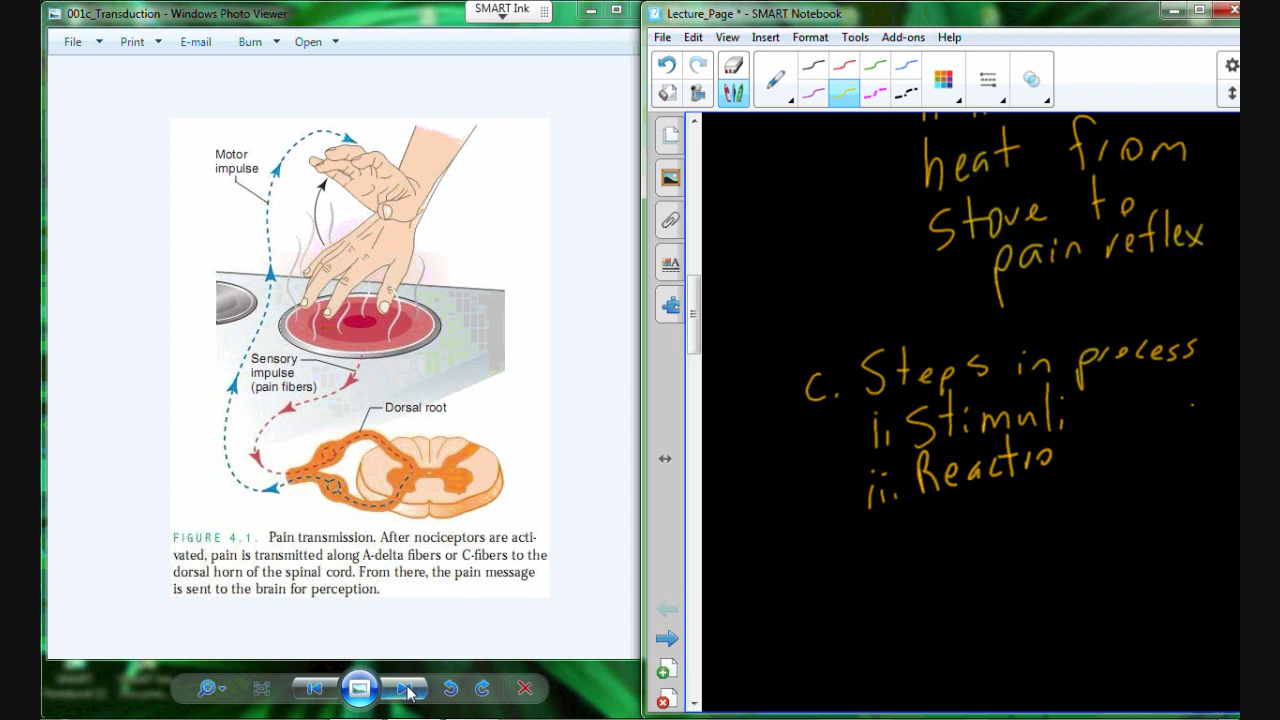 001c_Transduction - Windows Photo Viewer
SMART Ink
File Print E-mail Burn Open
Motor
impulse
Sensory
impulse
(pain fibers)
Dorsal root
FIGURE 4.1. Pain transmission. After nociceptors are acti-
vated, pain is transmitted along A-delta fibers or C-fibers to the
dorsal horn of the spinal cord. From there, the pain message
is sent to the brain for perception.
Lecture_Page * - SMART Notebook
File Edit View Insert Format Tools Add-ons Help
heat from
stove to
pain reflex
C. Steps in process
i. Stimuli
ii. Reactio